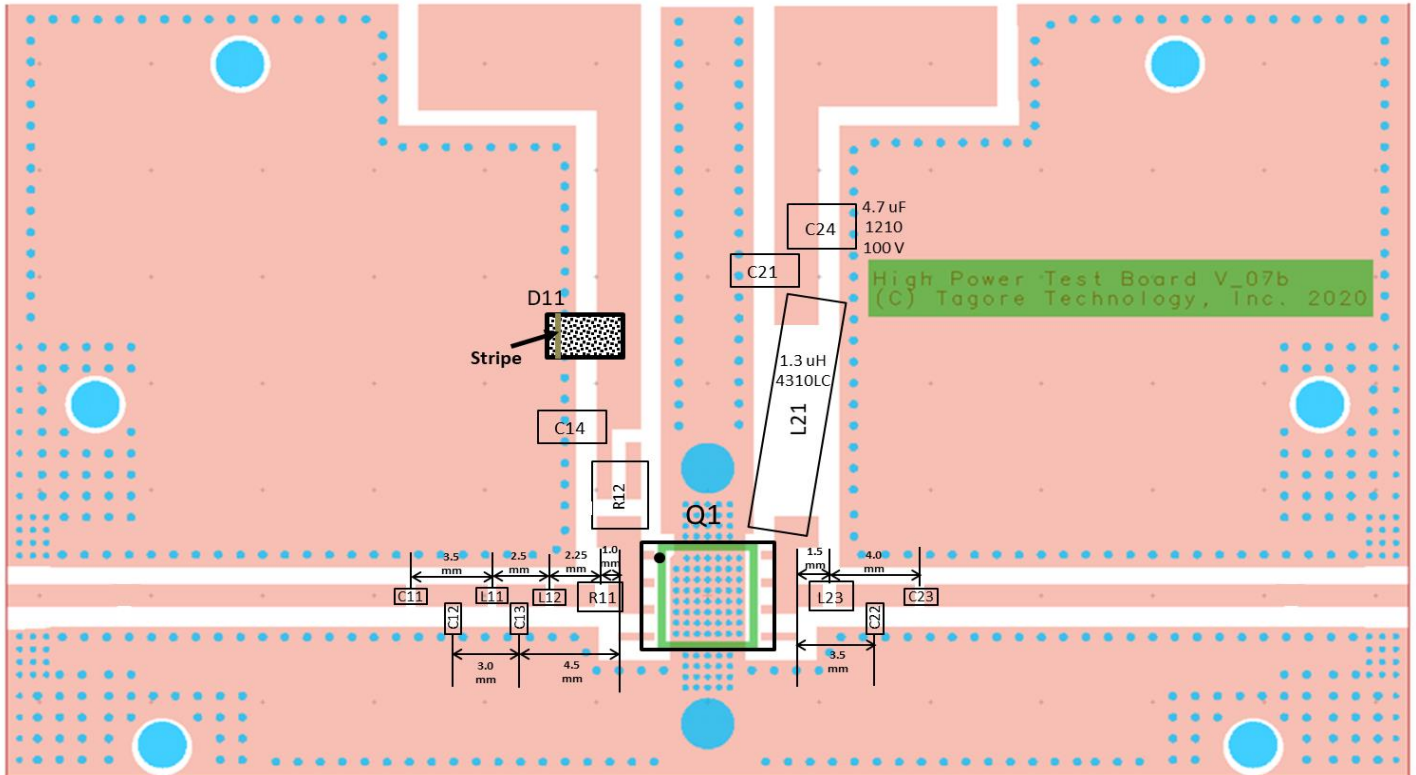 C24
4.7 uF
1210
100 V
C21
High Power Test Board V_07b
(C) Tagore Technology, Inc. 2020
D11
Stripe
1.3 uH
4310LC
L21
C14
R12
Q1
3.5
mm
2.5
mm
2.25
mm
1.0
mm
1.5
mm
4.0
mm
C11
L11
L12
R11
L23
C23
C12
C13
C22
3.0
mm
4.5
mm
3.5
mm